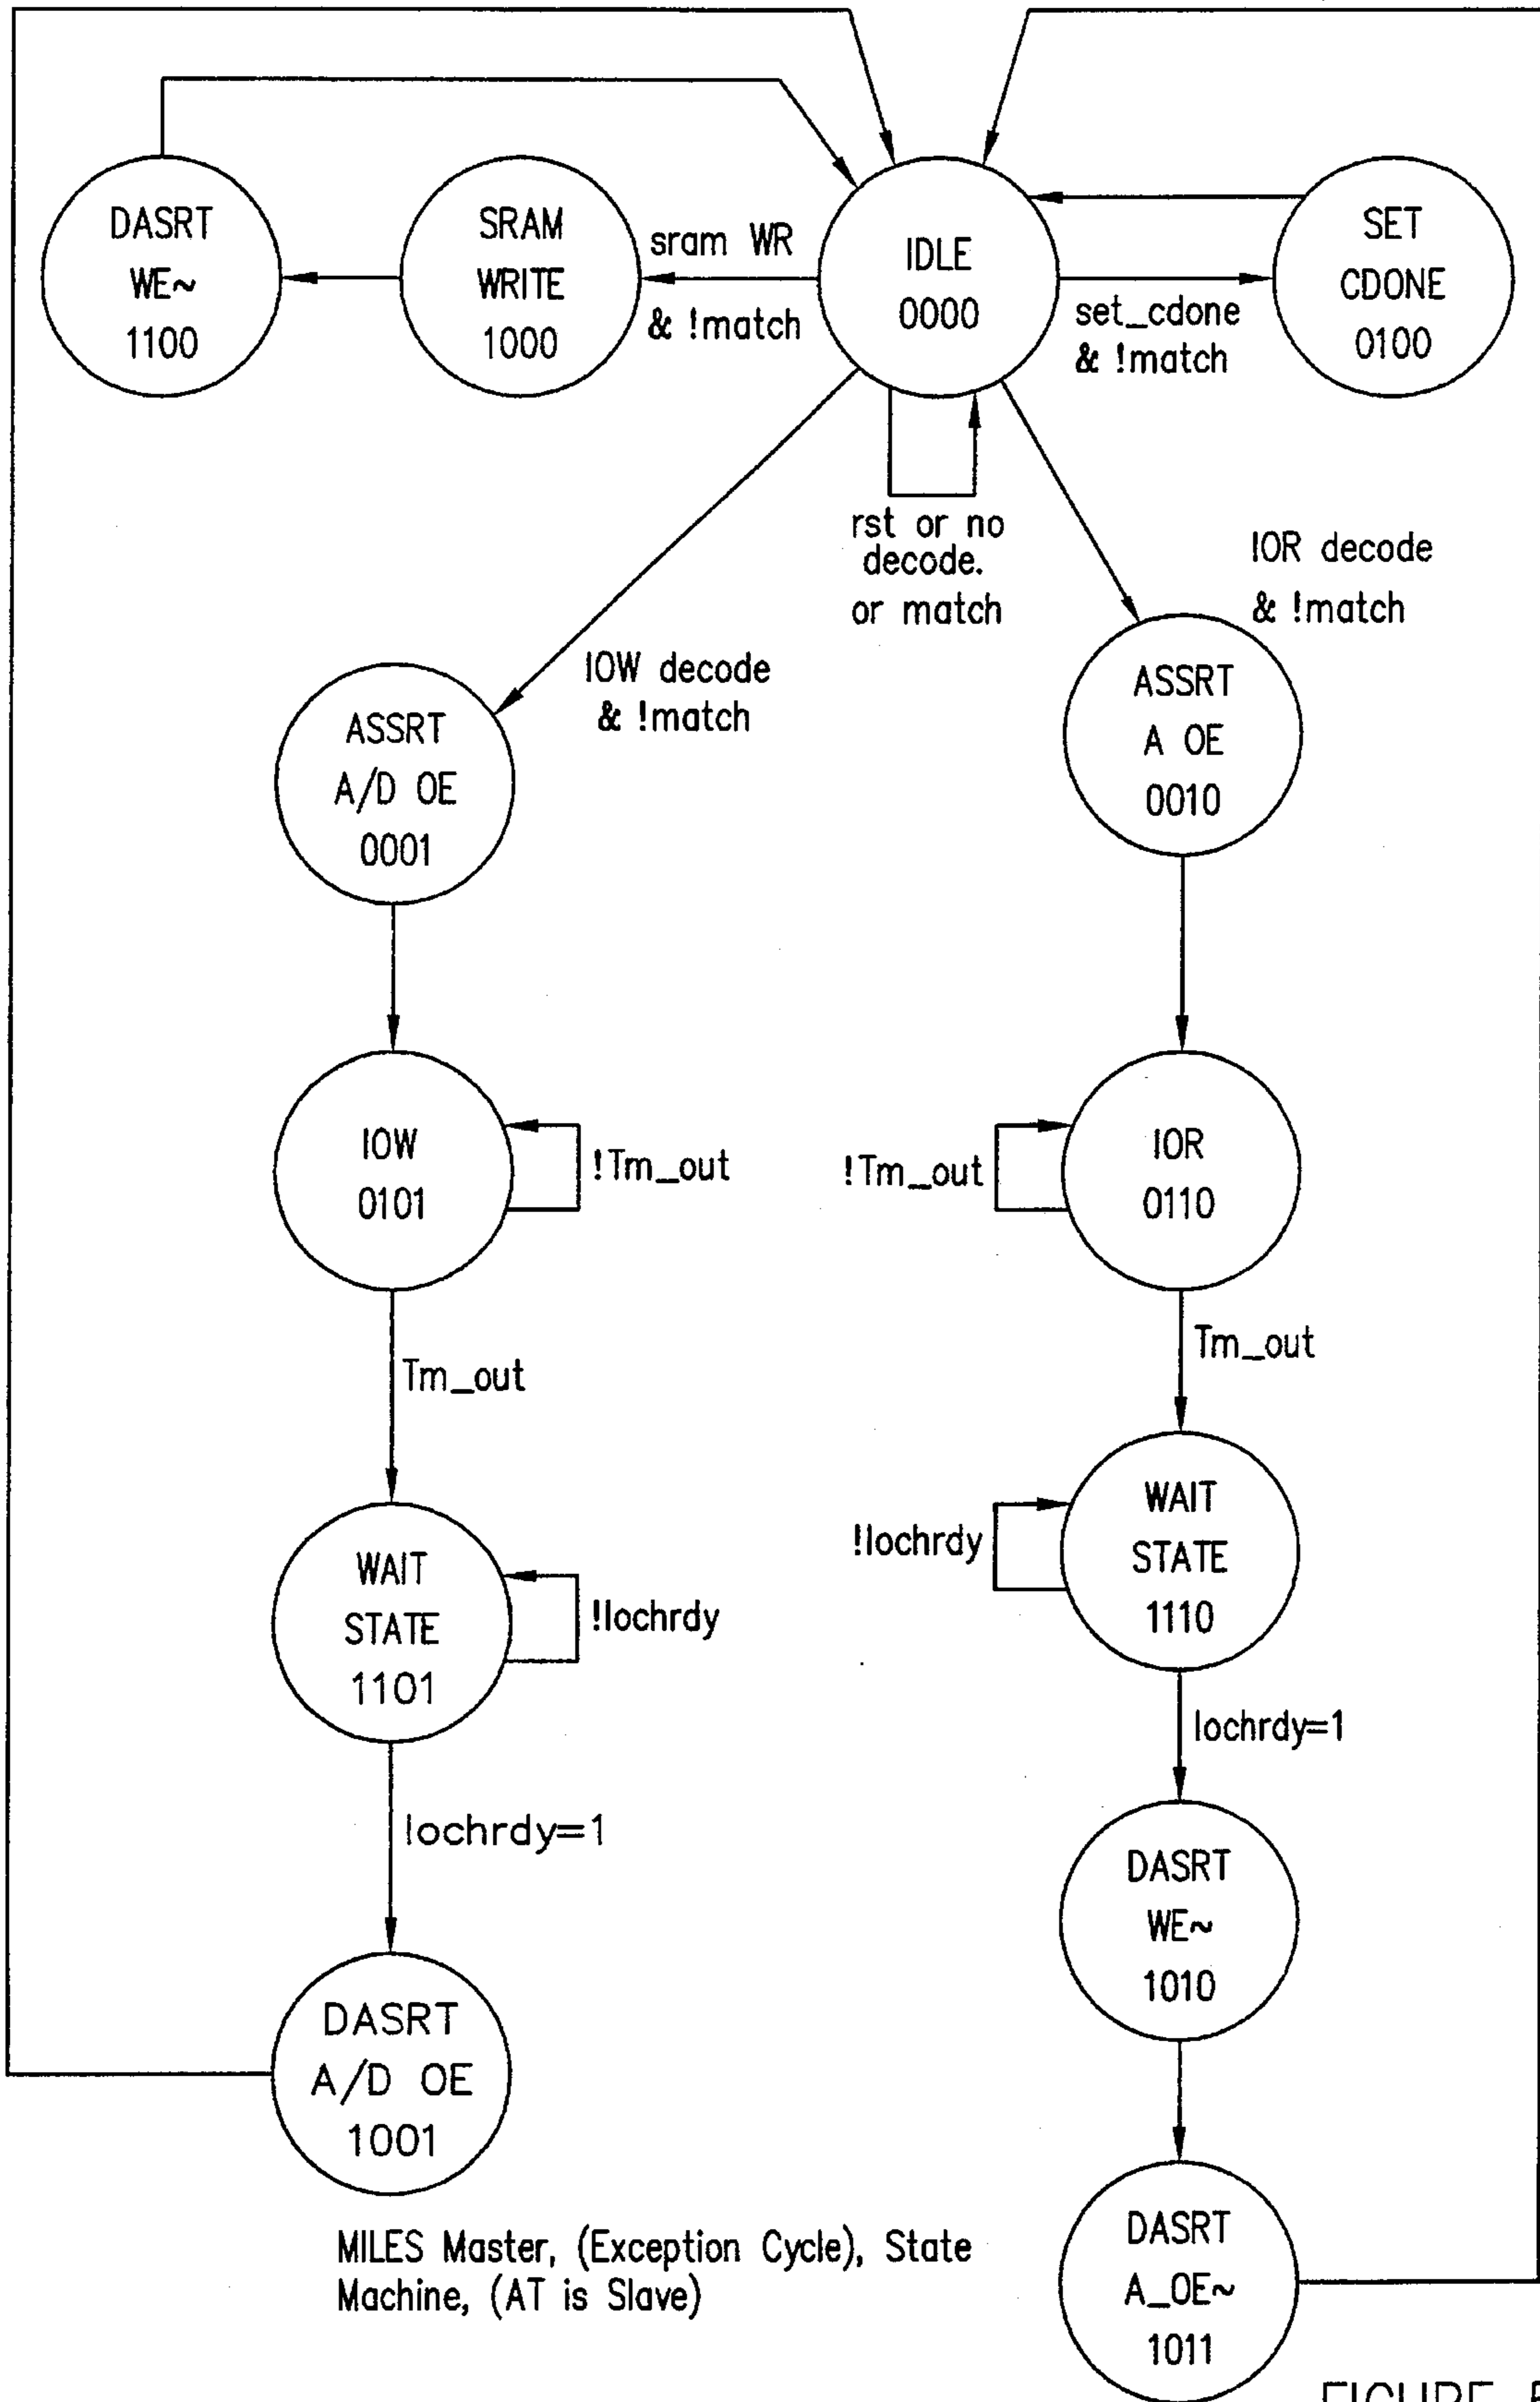 DASRT
WE~
1100
SRAM
WRITE
1000
sram WR
& !match
IDLE
0000
set_cdone
& !match
SET
CDONE
0100
rst or no
decode.
or match
IOR decode
& !match
IOW decode
& !match
ASSRT
A/D OE
0001
ASSRT
A OE
0010
IOW
0101
!Tm_out
!Tm_out
IOR
0110
Tm_out
Tm_out
WAIT
STATE
1101
!Iochrdy
!Iochrdy
WAIT
STATE
1110
Iochrdy=1
Iochrdy=1
DASRT
WE~
1010
DASRT
A/D OE
1001
DASRT
A_OE~
1011
MILES Master, (Exception Cycle), State
Machine, (AT is Slave)
FIGURE